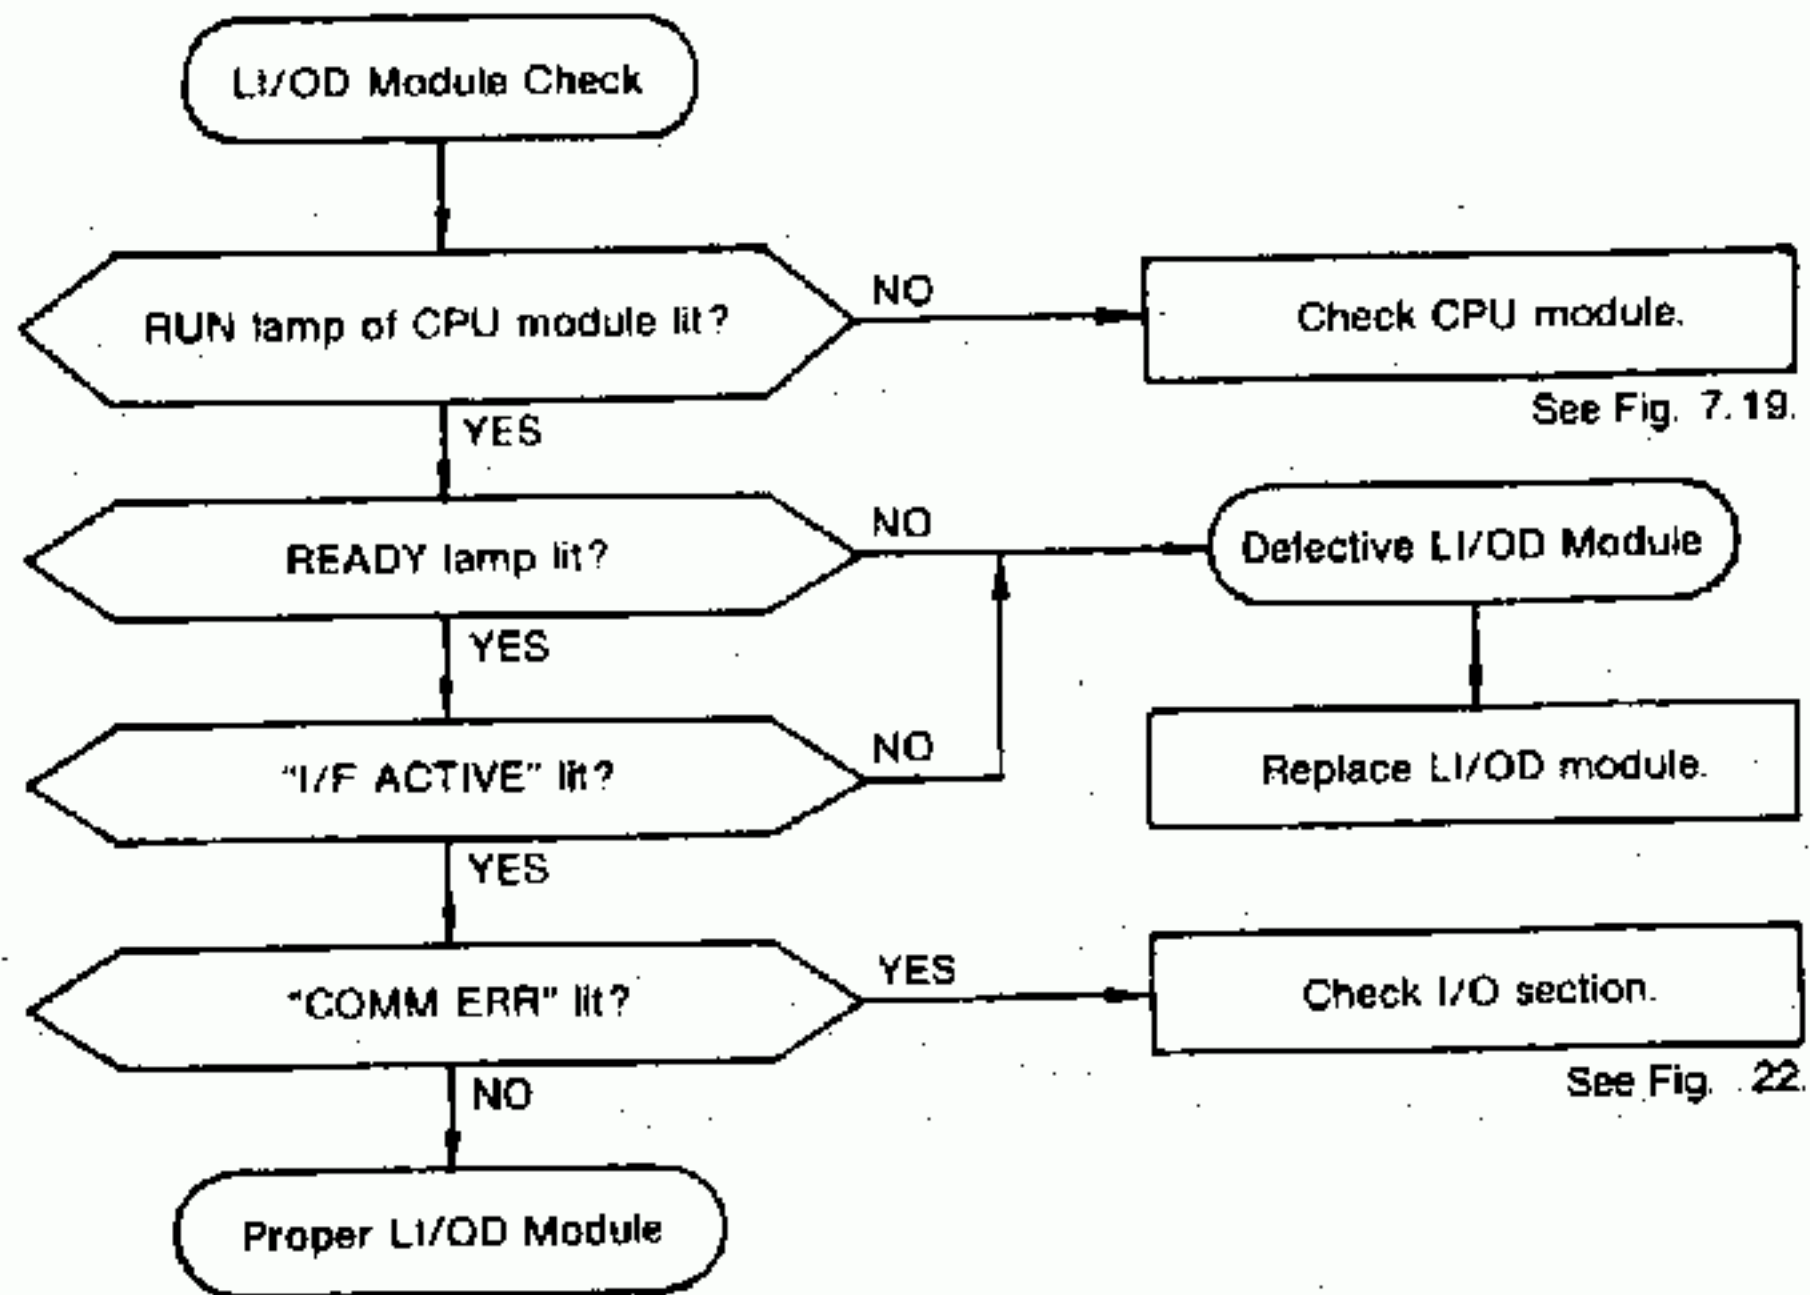 LI/OD Module Check
RUN lamp of CPU module lit?
NO
Check CPU module.
See Fig. 7.19.
YES
READY lamp lit?
NO
Defective LI/OD Module
YES
"I/F ACTIVE" lit?
NO
Replace LI/OD module.
YES
"COMM ERR" lit?
YES
Check I/O section.
See Fig. 22.
NO
Proper LI/OD Module